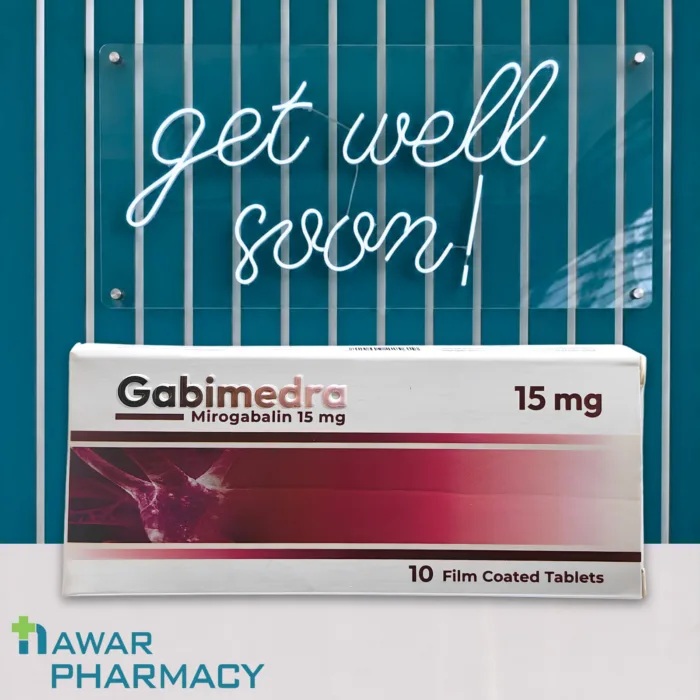 get well
soon!
Gabimedra
Mirogabalin 15 mg
15 mg
10 Film Coated Tablets
nAWAR
PHARMACY